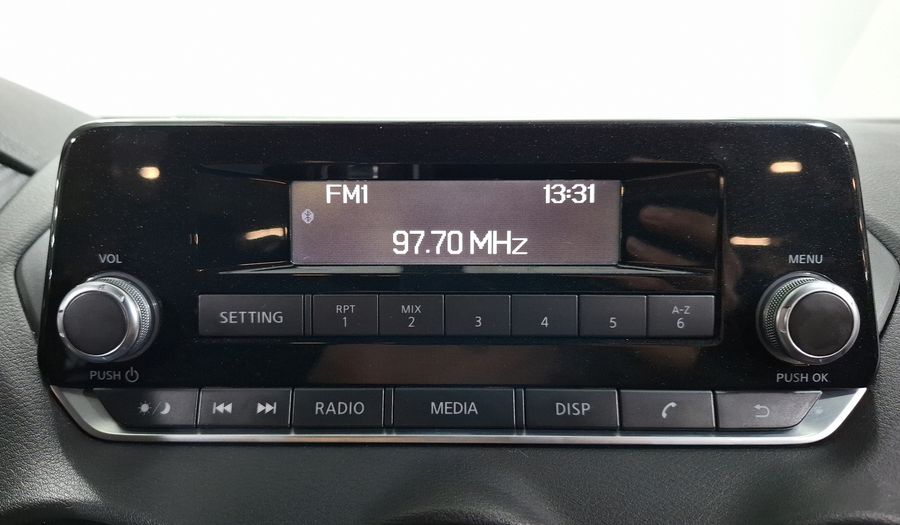 FM1 13:31
97.70 MHz
VOL
MENU
SETTING
RPT 1
MIX 2
3
4
5
A-Z 6
PUSH
PUSH OK
RADIO
MEDIA
DISP